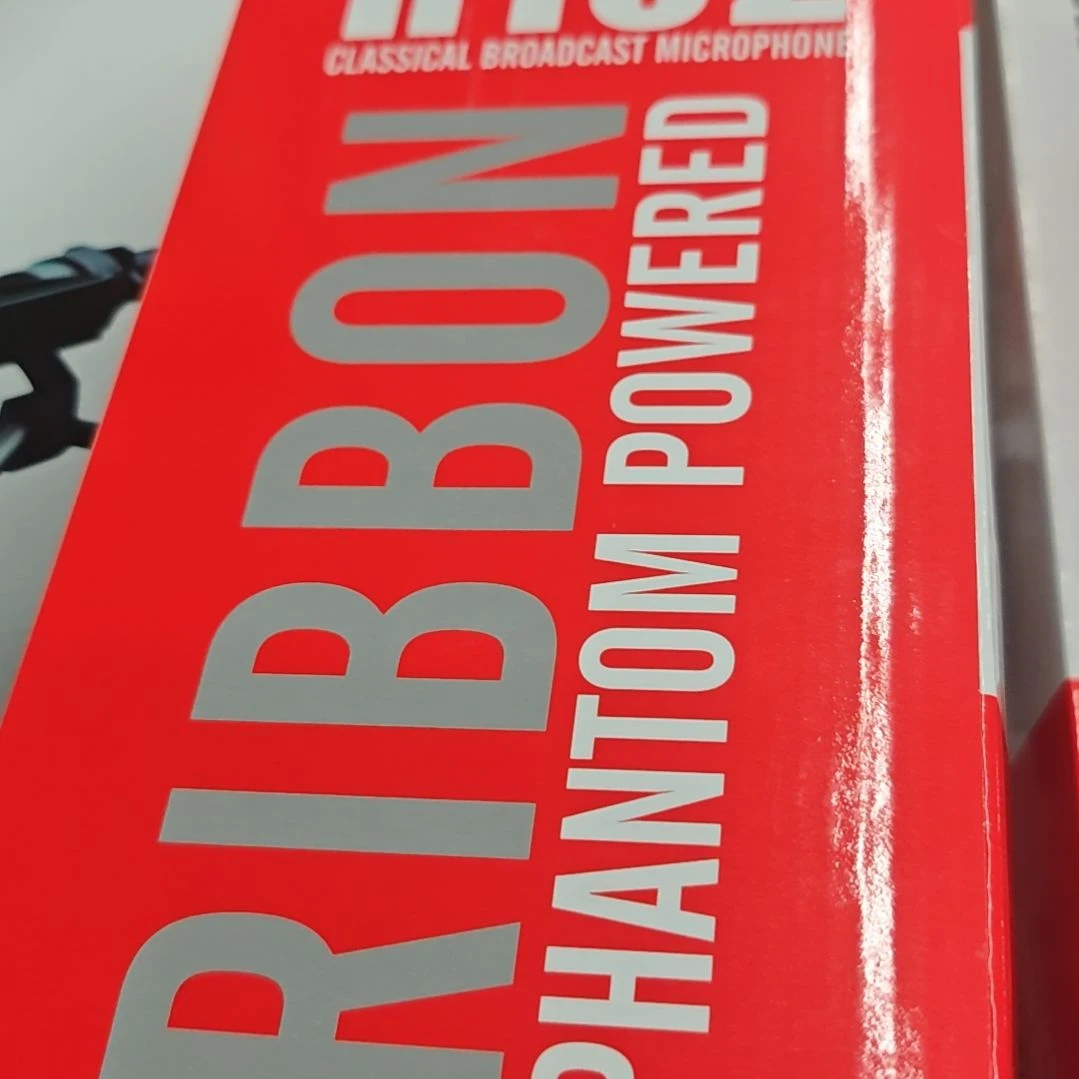 CLASSICAL BROADCAST MICROPHONE
RIBBON
PHANTOM POWERED